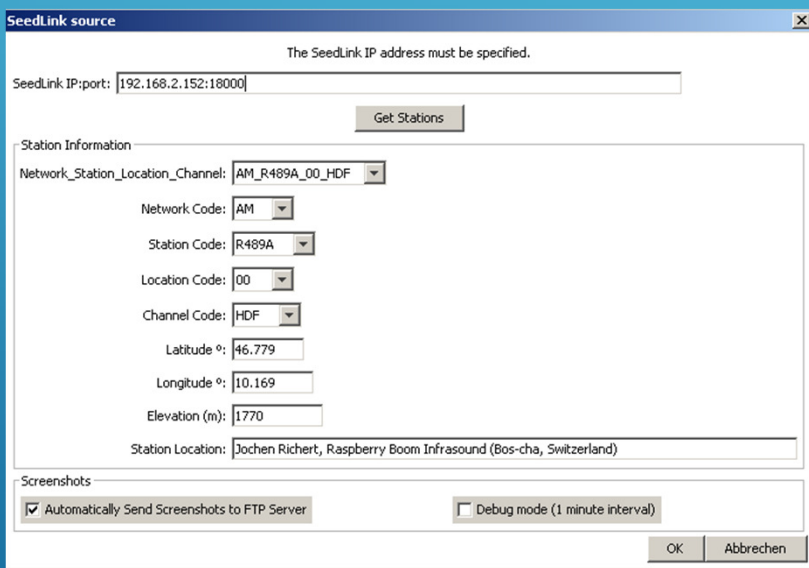 SeedLink source
The SeedLink IP address must be specified.
SeedLink IP:port: 192.168.2.152:18000
Get Stations
Station Information
Network_Station_Location_Channel: AM_R489A_00_HDF
Network Code: AM
Station Code: R489A
Location Code: 00
Channel Code: HDF
Latitude º: 46.779
Longitude º: 10.169
Elevation (m): 1770
Station Location: Jochen Richert, Raspberry Boom Infrasound (Bos-cha, Switzerland)
Screenshots
Automatically Send Screenshots to FTP Server Debug mode (1 minute interval)
OK Abbrechen